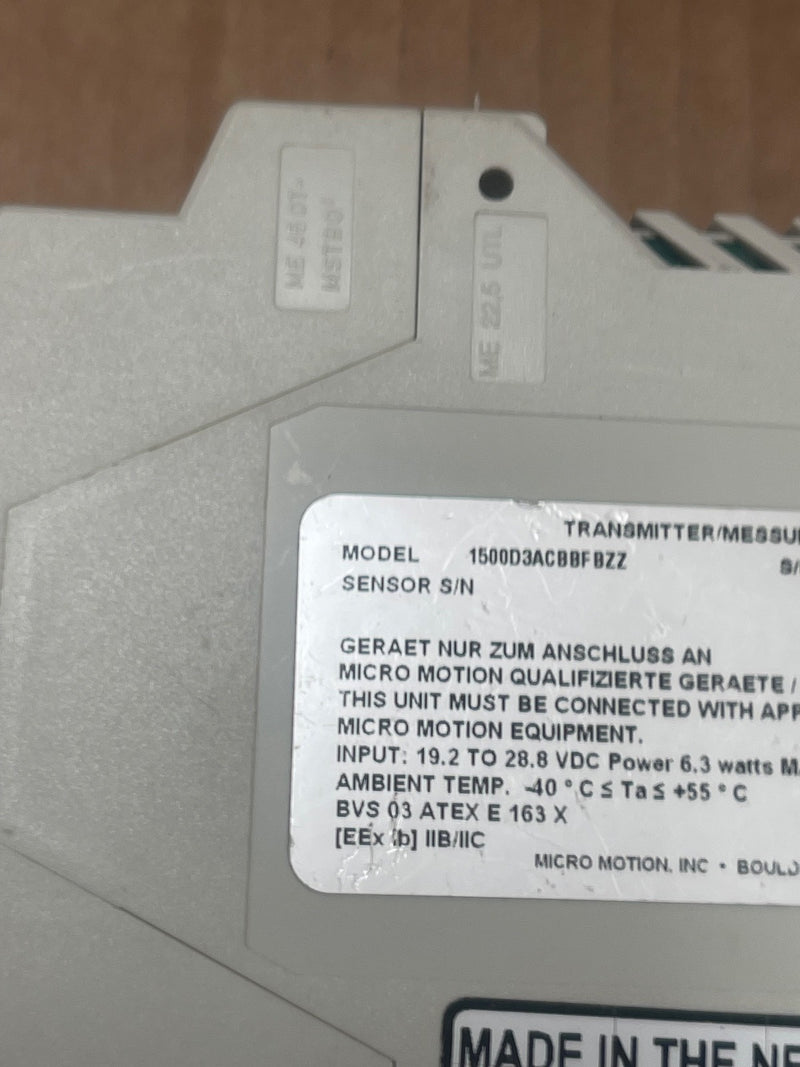 ME 45 OT-
MSTBO
ME 22,5 UTL
TRANSMITTER/MESSU
MODEL 1500D3ACBBFBZZ S/
SENSOR S/N
GERAET NUR ZUM ANSCHLUSS AN
MICRO MOTION QUALIFIZIERTE GERAETE /
THIS UNIT MUST BE CONNECTED WITH APP
MICRO MOTION EQUIPMENT.
INPUT: 19.2 TO 28.8 VDC Power 6.3 watts M
AMBIENT TEMP. -40 ° C ≤ Ta ≤ +55 ° C
BVS 03 ATEX E 163 X
[EEx ib] IIB/IIC
MICRO MOTION, INC • BOULD
MADE IN THE NE